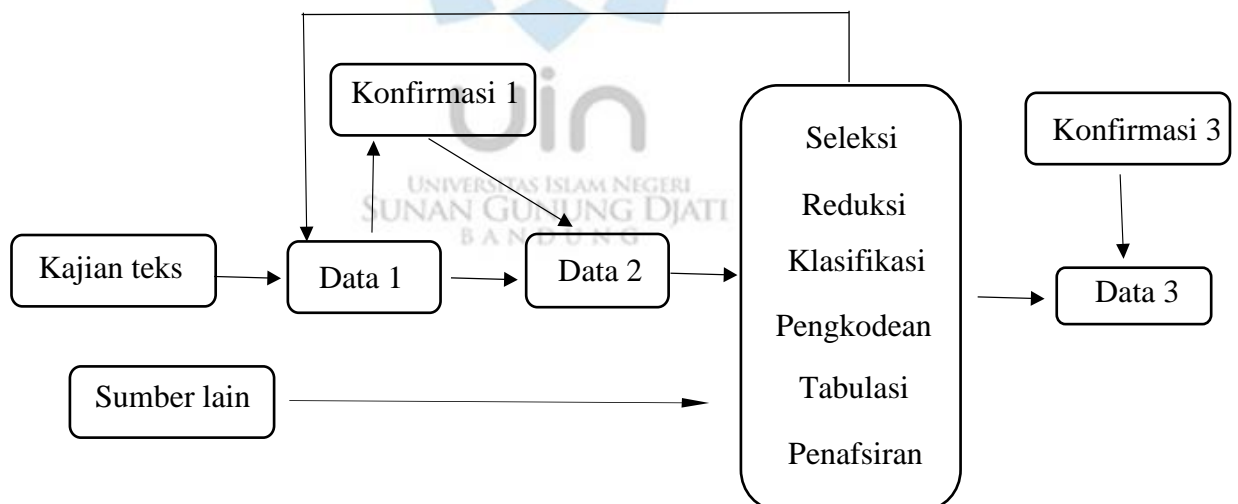 Konfirmasi 1
Konfirmasi 3
uin
UNIVERSITAS ISLAM NEGERI
SUNAN GUNUNG DJATI
BANDUNG
Kajian teks
Data 1
Data 2
Seleksi
Reduksi
Klasifikasi
Pengkodean
Tabulasi
Penafsiran
Data 3
Sumber lain